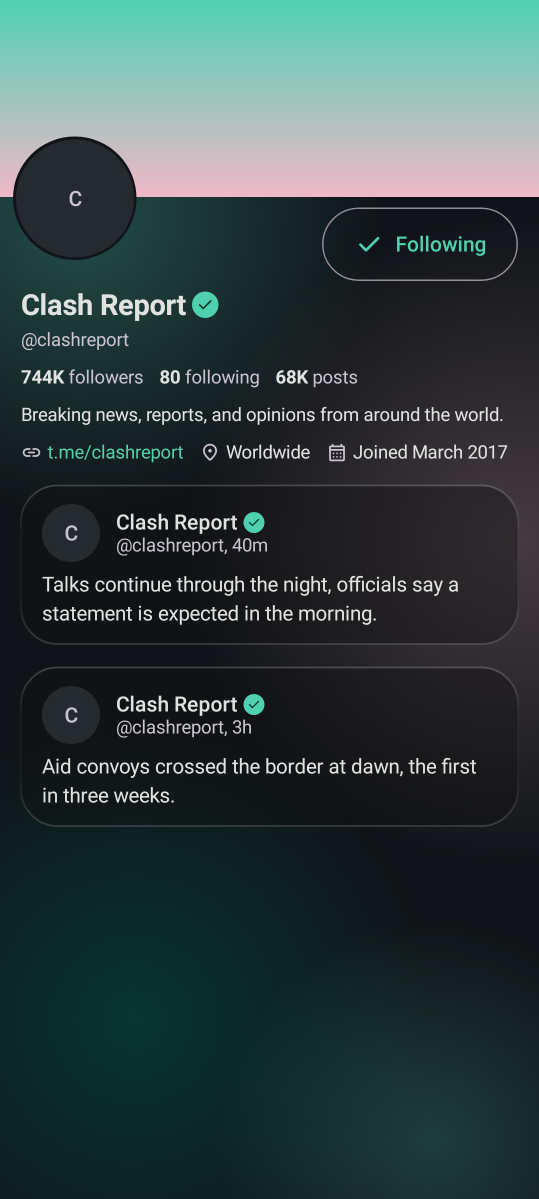 C
Following
Clash Report
@clashreport
744K followers 80 following 68K posts
Breaking news, reports, and opinions from around the world.
t.me/clashreport Worldwide Joined March 2017
C
Clash Report
@clashreport, 40m
Talks continue through the night, officials say a
statement is expected in the morning.
C
Clash Report
@clashreport, 3h
Aid convoys crossed the border at dawn, the first
in three weeks.